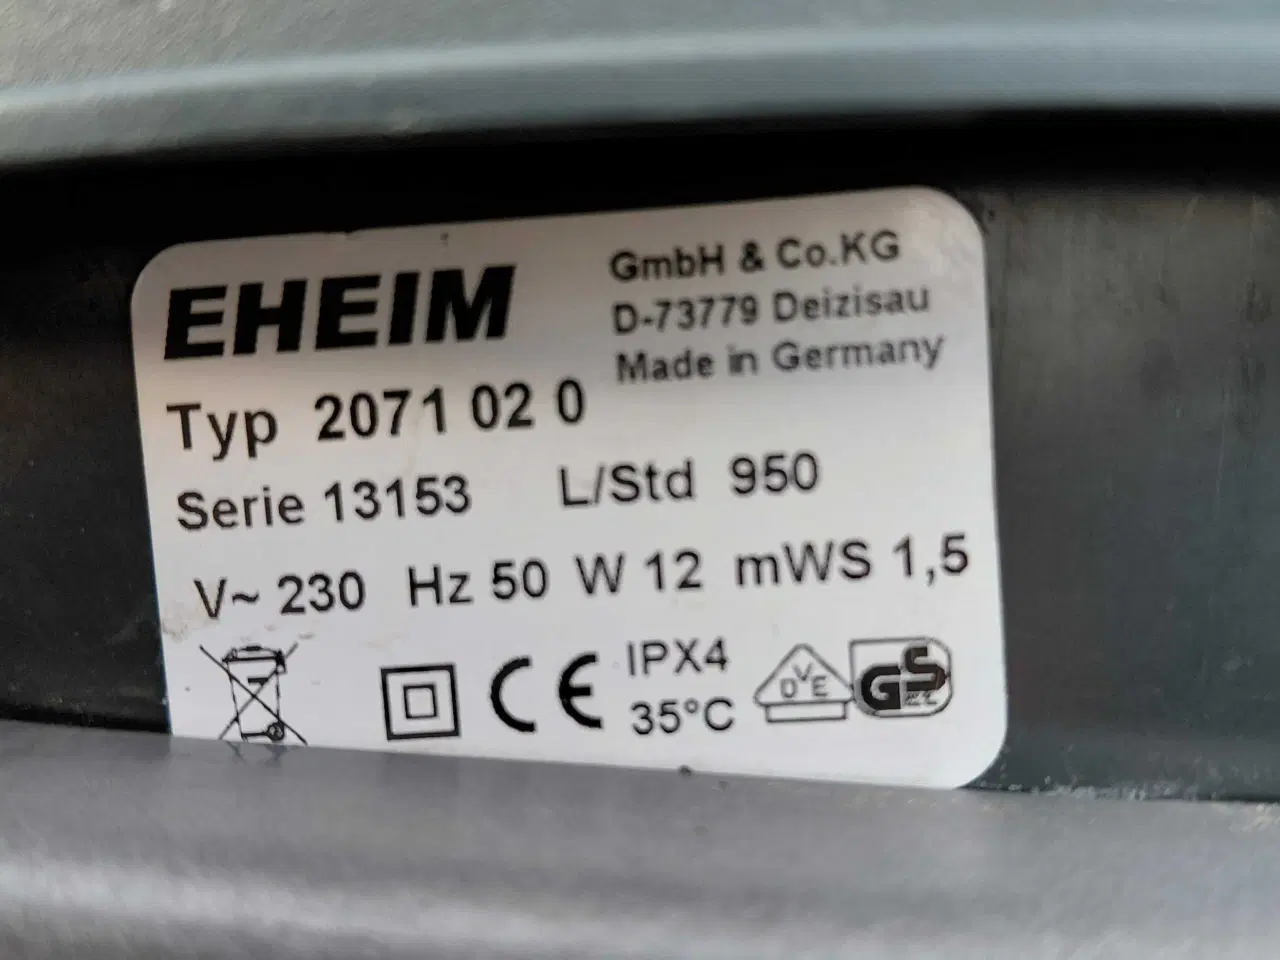 EHEIM
GmbH & Co.KG
D-73779 Deizisau
Made in Germany
Typ 2071 02 0
Serie 13153 L/Std 950
V~ 230 Hz 50 W 12 mWS 1,5
CE IPX4
35°C
DVE
GS